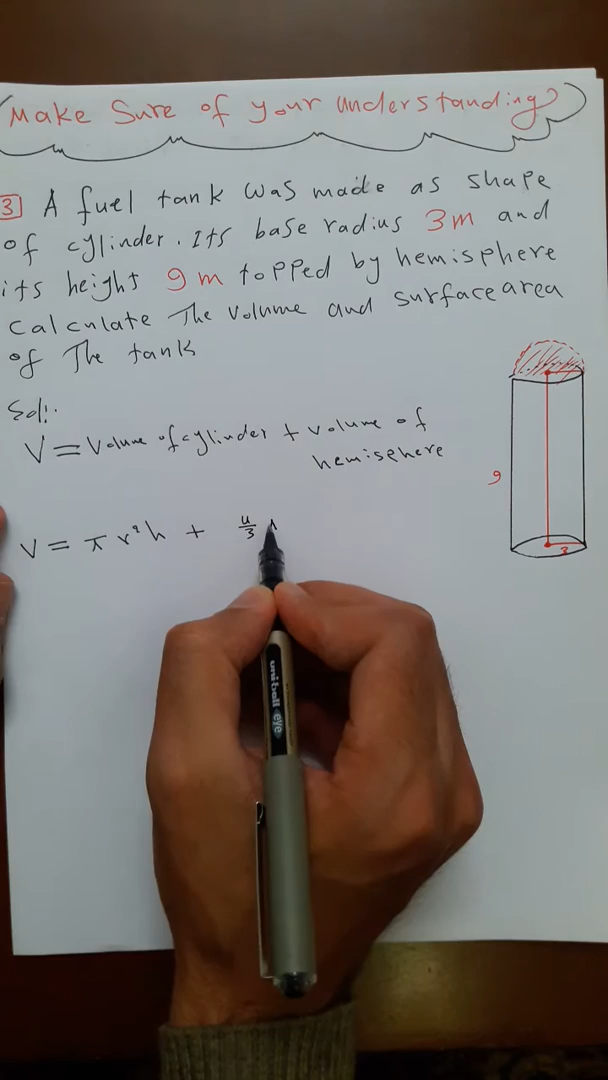 Make Sure of your understanding
3 A fuel tank was made as shape
of cylinder. Its base radius 3m and
its height 9m topped by hemisphere
Calculate The volume and surface area
of The tank
Sol:.
V = Volume of cylinder + volume of
hemisphere
9
3
V = π r² h + 4/3
uniball eye